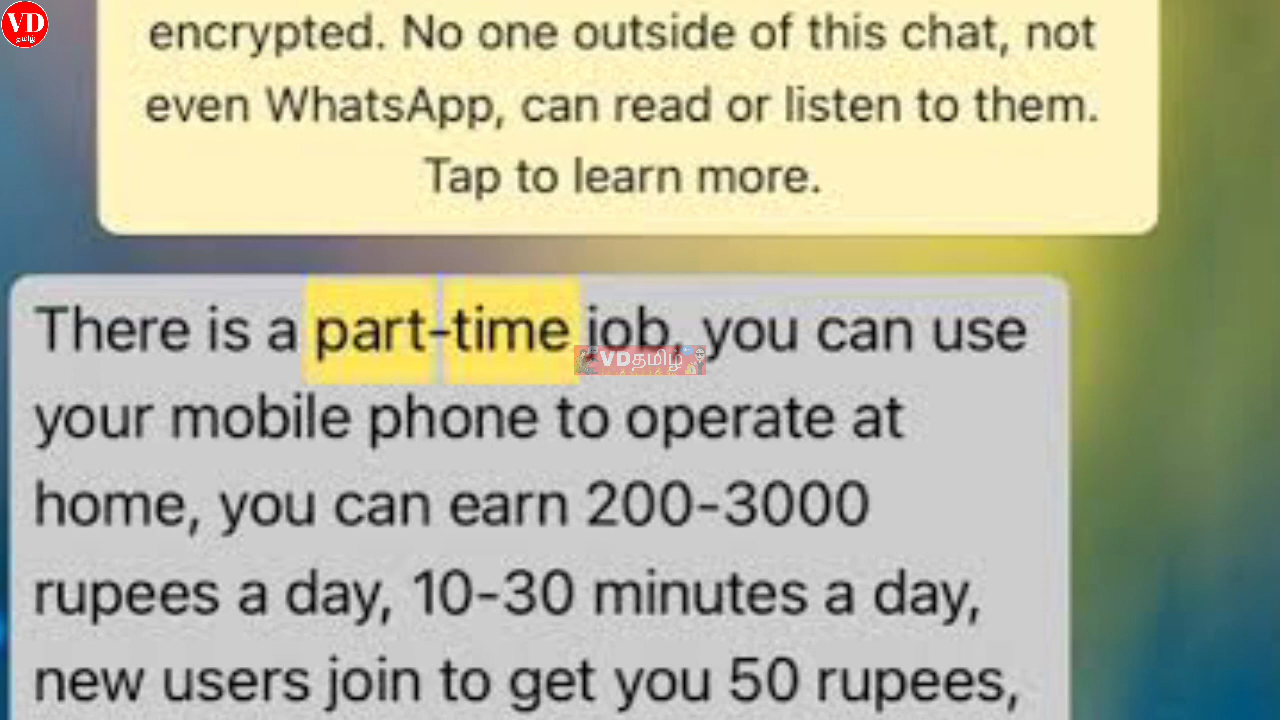 VD
தமிழ்
encrypted. No one outside of this chat, not
even WhatsApp, can read or listen to them.
Tap to learn more.
There is a part-time job, you can use
VDதமிழ்
your mobile phone to operate at
home, you can earn 200-3000
rupees a day, 10-30 minutes a day,
new users join to get you 50 rupees,